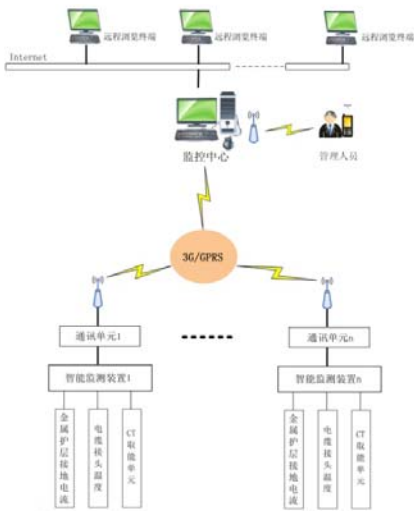 远程浏览终端 远程浏览终端 远程浏览终端
Internet
监控中心
管理人员
3G/GPRS
通讯单元1
通讯单元n
智能监测装置1
智能监测装置n
金属护层接地电流
电缆接头温度
CT取能单元
金属护层接地电流
电缆接头温度
CT取能单元